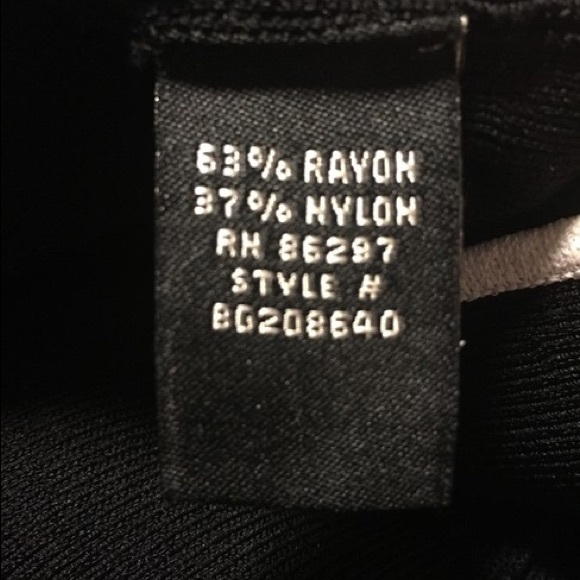 63% RAYON
37% NYLON
RN 86297
STYLE #
BG208640